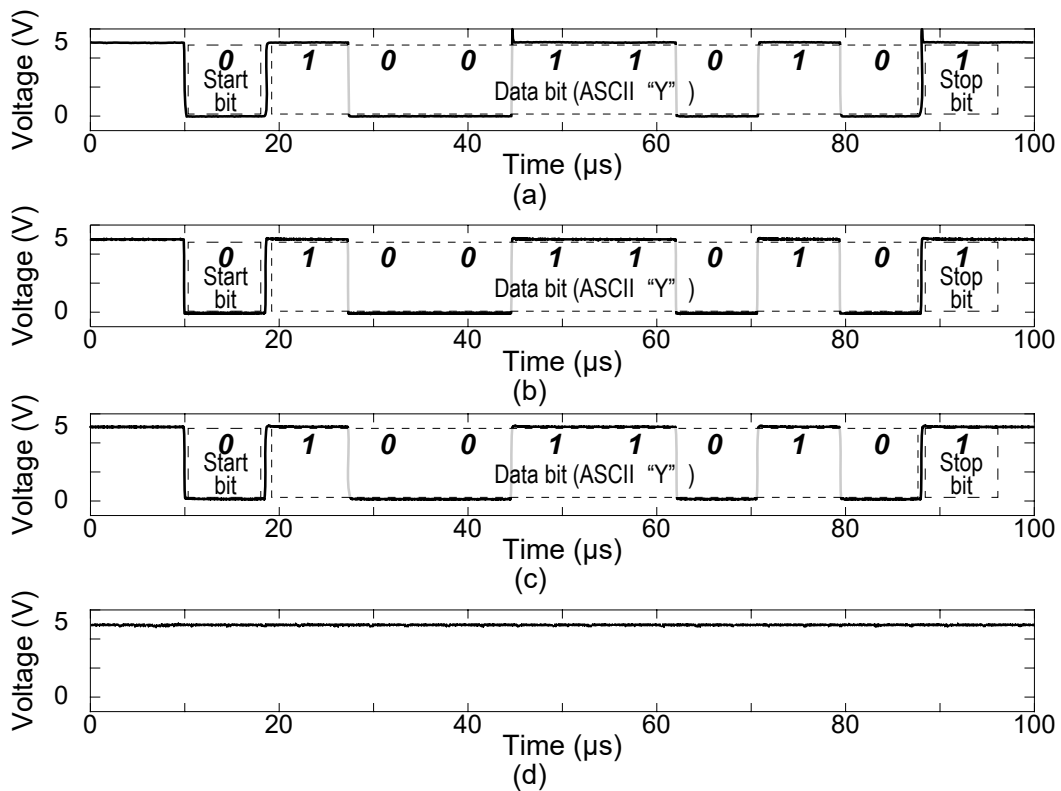 Voltage (V)
5
0
0 1 0 0 1 1 0 1 0 1
Start
bit
Data bit (ASCII “Y” )
Stop
bit
0 20 40 60 80 100
Time (µs)
(a)
Voltage (V)
5
0
0 1 0 0 1 1 0 1 0 1
Start
bit
Data bit (ASCII “Y” )
Stop
bit
0 20 40 60 80 100
Time (µs)
(b)
Voltage (V)
5
0
0 1 0 0 1 1 0 1 0 1
Start
bit
Data bit (ASCII “Y” )
Stop
bit
0 20 40 60 80 100
Time (µs)
(c)
Voltage (V)
5
0
0 20 40 60 80 100
Time (µs)
(d)